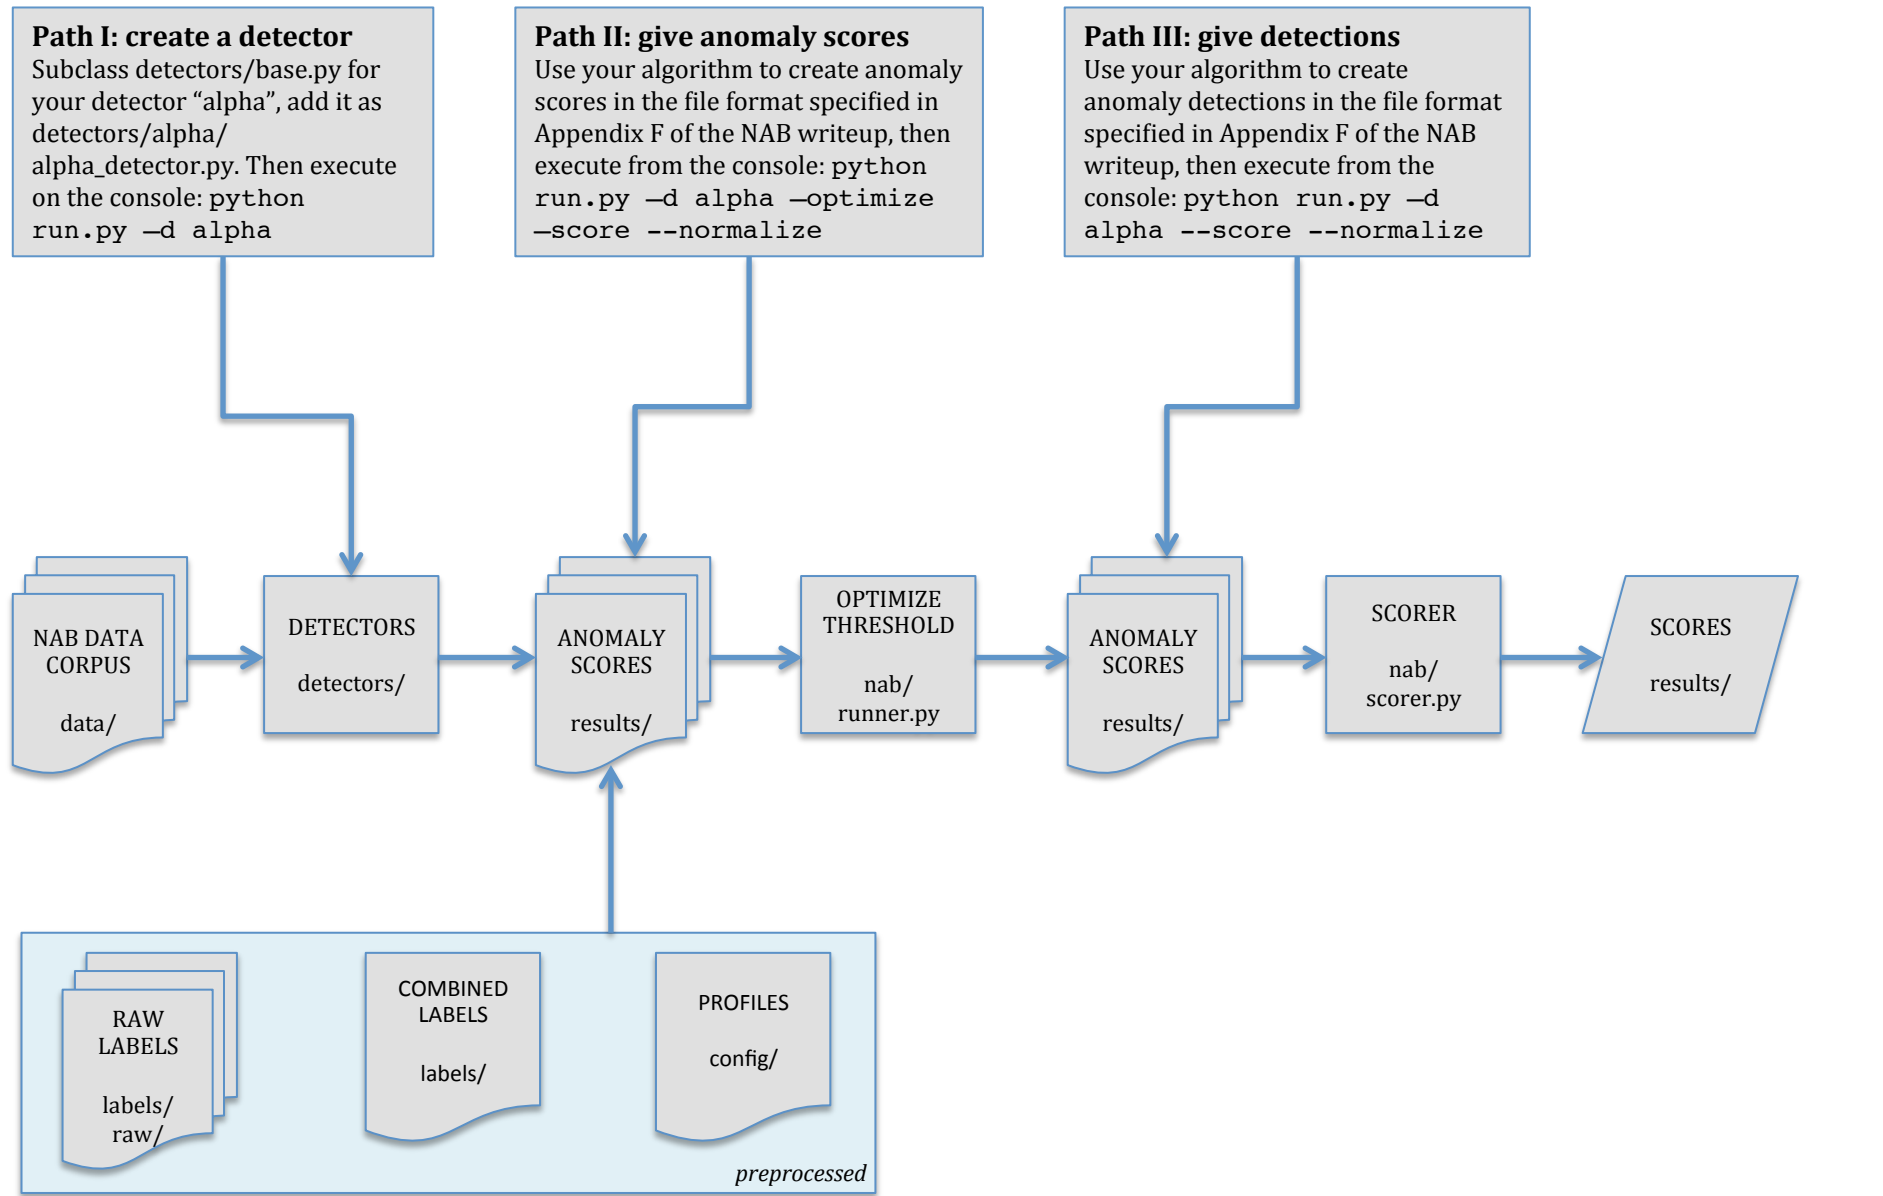 Path I: create a detector
Subclass detectors/base.py for
your detector “alpha”, add it as
detectors/alpha/
alpha_detector.py. Then execute
on the console: python
run.py –d alpha
Path II: give anomaly scores
Use your algorithm to create anomaly
scores in the file format specified in
Appendix F of the NAB writeup, then
execute from the console: python
run.py –d alpha –optimize
–score --normalize
Path III: give detections
Use your algorithm to create
anomaly detections in the file format
specified in Appendix F of the NAB
writeup, then execute from the
console: python run.py –d
alpha --score --normalize
NAB DATA
CORPUS
data/
DETECTORS
detectors/
ANOMALY
SCORES
results/
OPTIMIZE
THRESHOLD
nab/
runner.py
ANOMALY
SCORES
results/
SCORER
nab/
scorer.py
SCORES
results/
RAW
LABELS
labels/
raw/
COMBINED
LABELS
labels/
PROFILES
config/
preprocessed